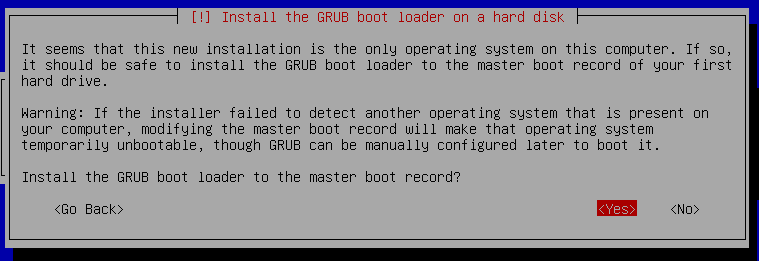 [!] Install the GRUB boot loader on a hard disk
It seems that this new installation is the only operating system on this computer. If so,
it should be safe to install the GRUB boot loader to the master boot record of your first
hard drive.
Warning: If the installer failed to detect another operating system that is present on
your computer, modifying the master boot record will make that operating system
temporarily unbootable, though GRUB can be manually configured later to boot it.
Install the GRUB boot loader to the master boot record?
<Go Back> <Yes> <No>